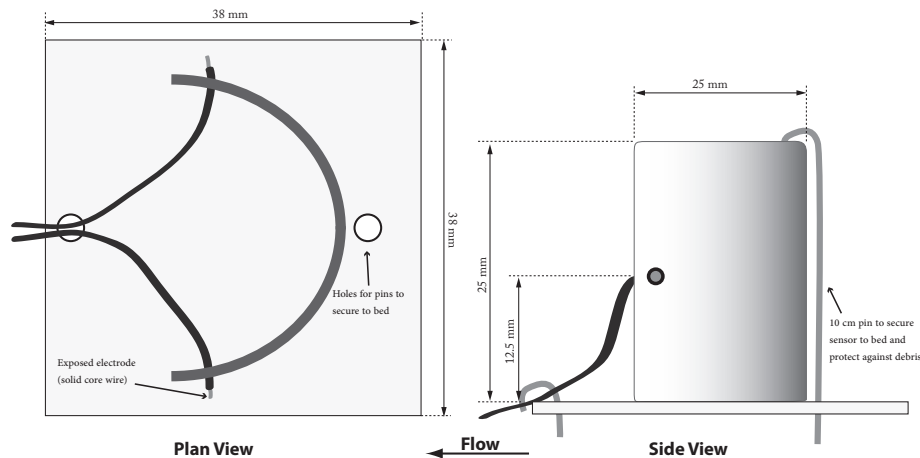 38 mm
38 mm
Holes for pins to
secure to bed
Exposed electrode
(solid core wire)
Plan View
25 mm
25 mm
12.5 mm
10 cm pin to secure
sensor to bed and
protect against debris
Flow
Side View